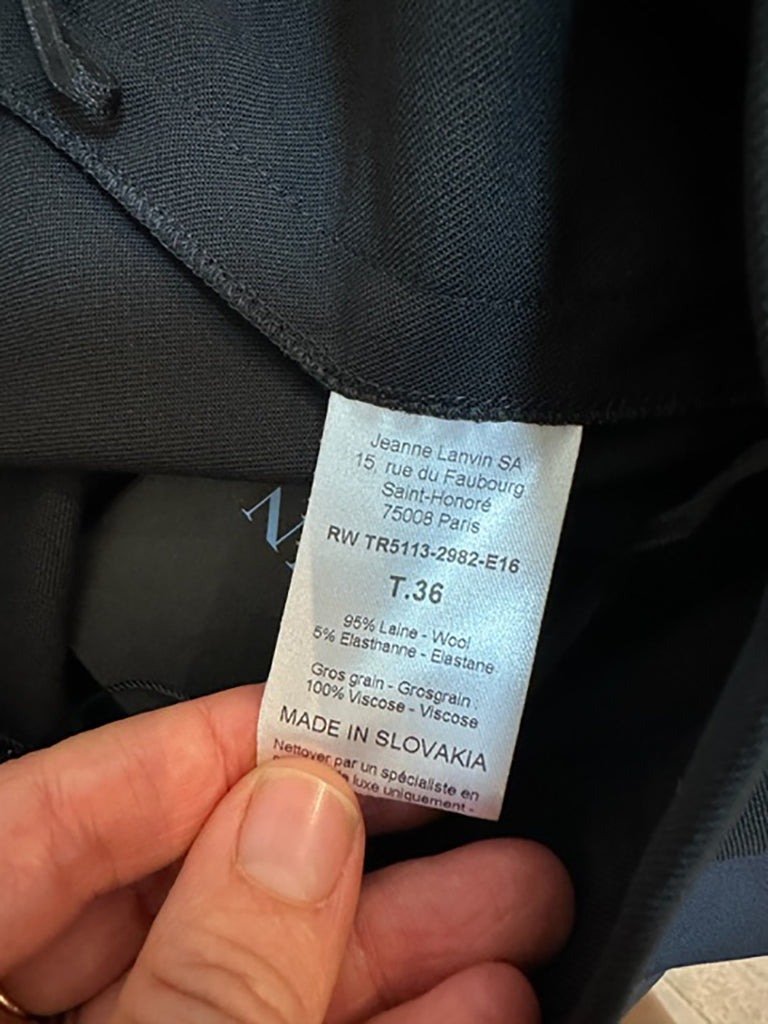 Jeanne Lanvin SA
15, rue du Faubourg
Saint-Honoré
75008 Paris
RW TR5113-2982-E16
T.36
95% Laine - Wool
5% Elasthanne - Elastane
Gros grain - Grosgrain :
100% Viscose - Viscose
MADE IN SLOVAKIA
Nettoyer par un spécialiste en
luxe uniquement -